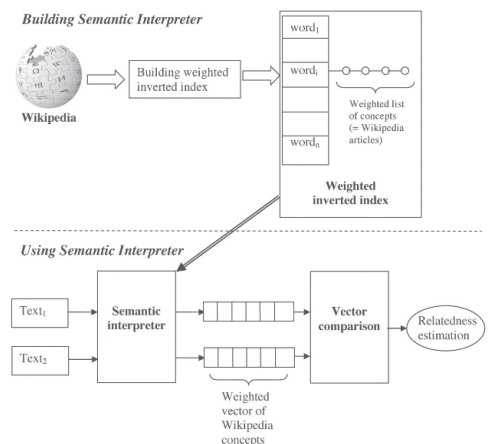 Building Semantic Interpreter
Wikipedia
Building weighted
inverted index
word1
wordi
wordn
Weighted list
of concepts
(= Wikipedia
articles)
Weighted
inverted index
Using Semantic Interpreter
Text1
Text2
Semantic
interpreter
Weighted
vector of
Wikipedia
concepts
Vector
comparison
Relatedness
estimation